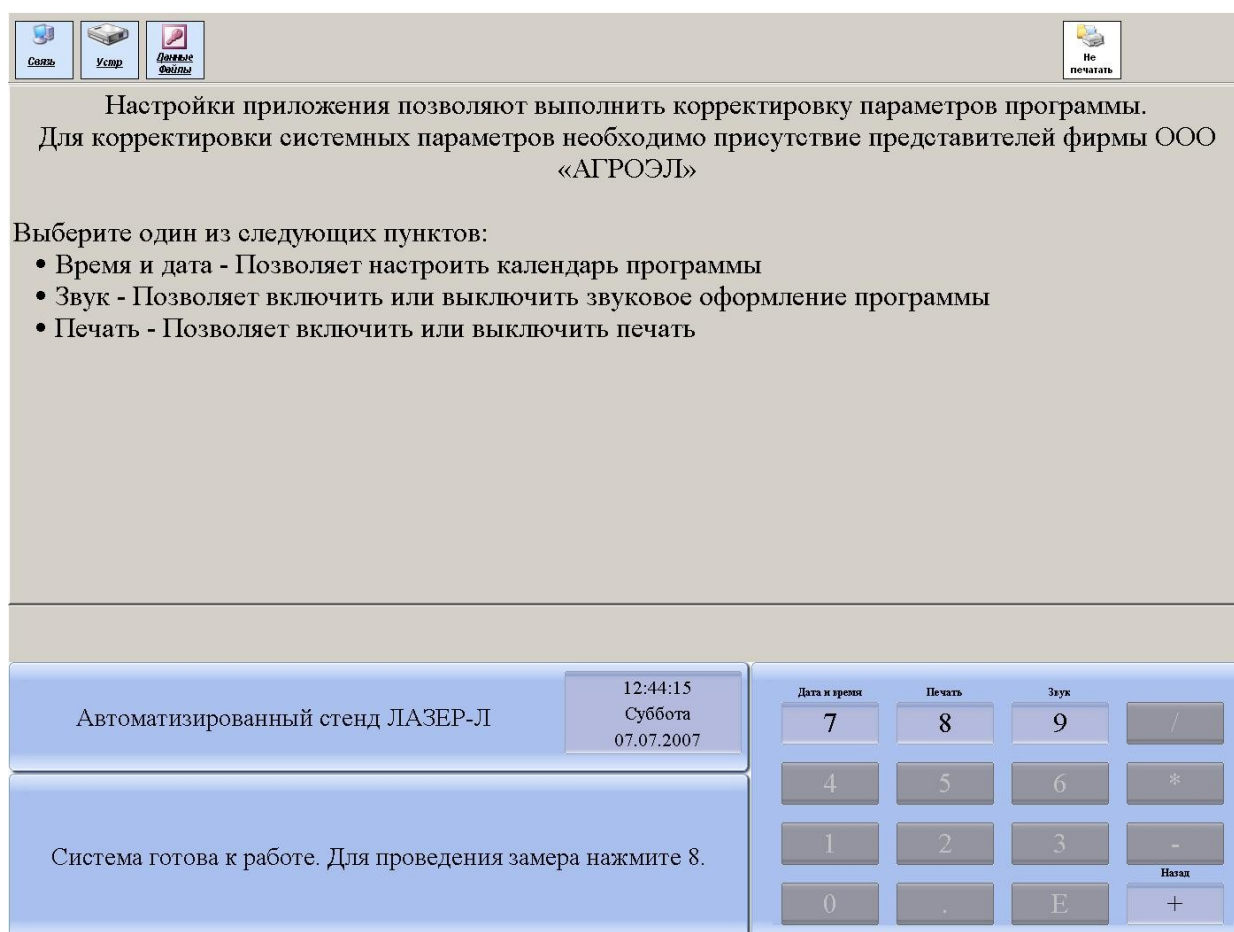 Связь
Устр
Данные
Файлы
Не
печатать
Настройки приложения позволяют выполнить корректировку параметров программы.
Для корректировки системных параметров необходимо присутствие представителей фирмы ООО
«АГРОЭЛ»
Выберите один из следующих пунктов:
• Время и дата - Позволяет настроить календарь программы
• Звук - Позволяет включить или выключить звуковое оформление программы
• Печать - Позволяет включить или выключить печать
Автоматизированный стенд ЛАЗЕР-Л
12:44:15
Суббота
07.07.2007
Система готова к работе. Для проведения замера нажмите 8.
Дата и время Печать Звук
7 8 9 /
4 5 6 *
1 2 3 -
Назад
0 . E +